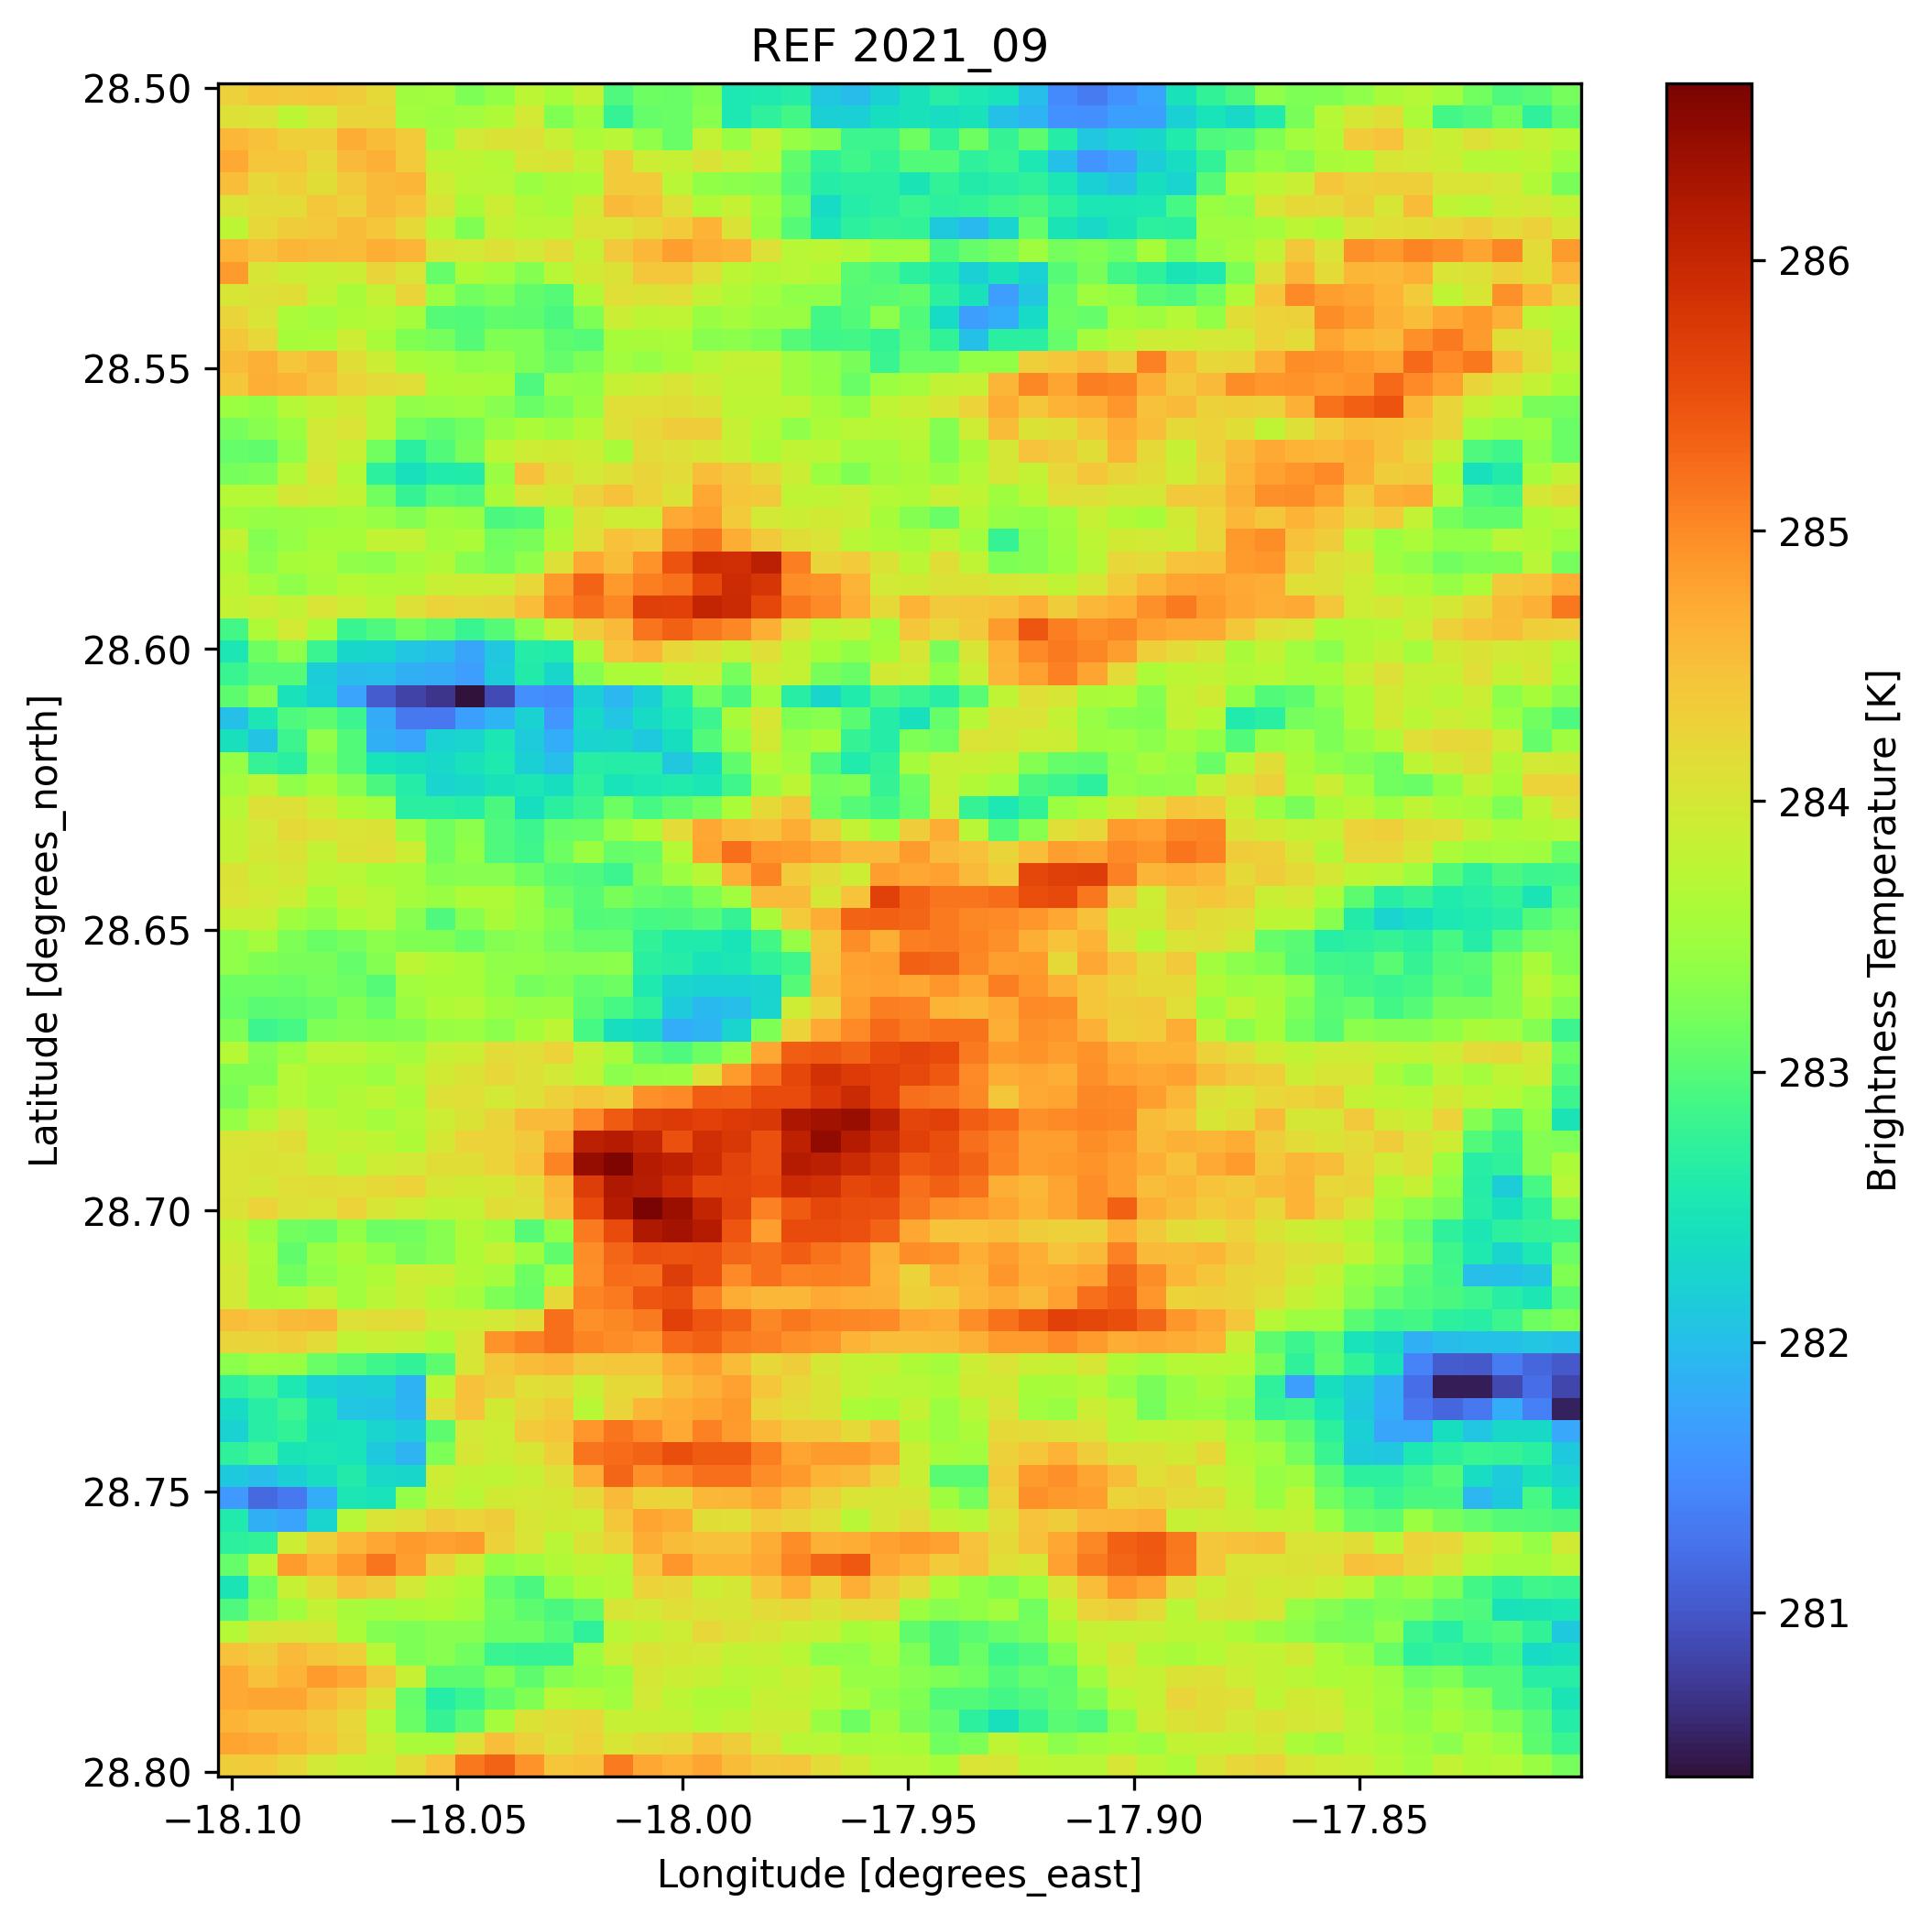 REF 2021_09
28.50
28.55
28.60
28.65
28.70
28.75
28.80
Latitude [degrees_north]
−18.10 −18.05 −18.00 −17.95 −17.90 −17.85
Longitude [degrees_east]
286
285
284
283
282
281
Brightness Temperature [K]